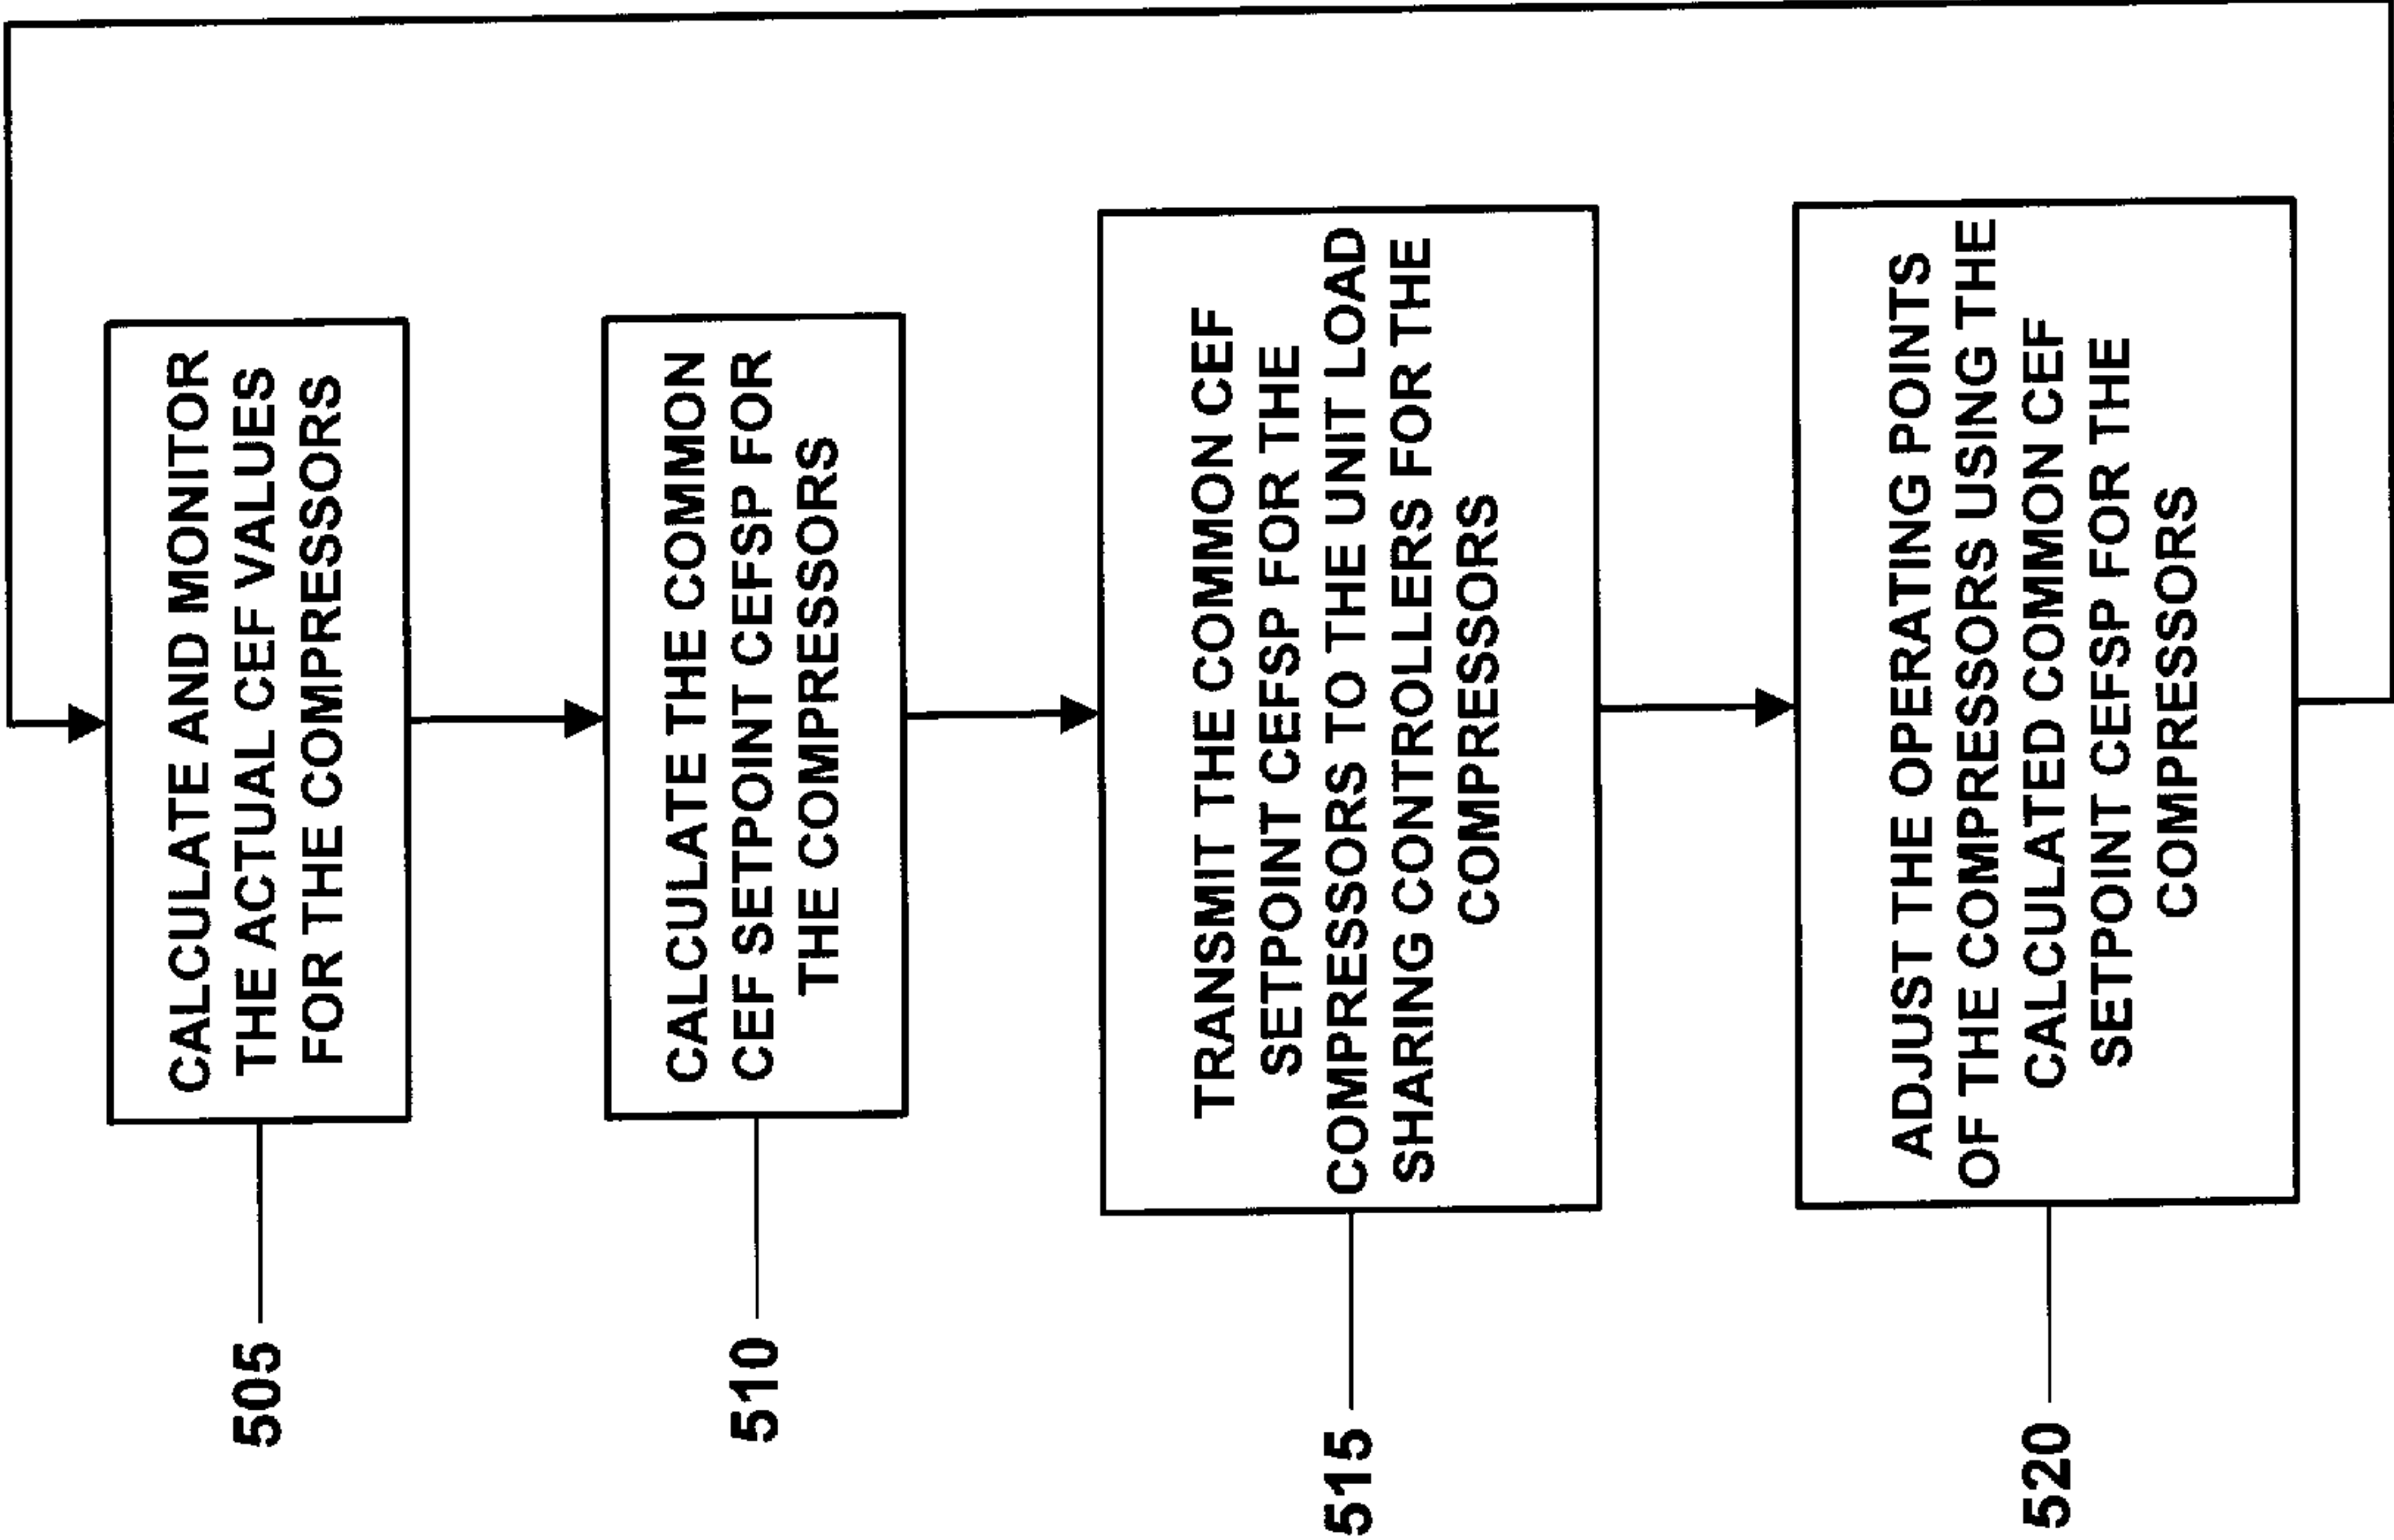 505
CALCULATE AND MONITOR
THE ACTUAL CEF VALUES
FOR THE COMPRESSORS
510
CALCULATE THE COMMON
CEF SETPOINT CEFSP FOR
THE COMPRESSORS
515
TRANSMIT THE COMMON CEF
SETPOINT CEFSP FOR THE
COMPRESSORS TO THE UNIT LOAD
SHARING CONTROLLERS FOR THE
COMPRESSORS
520
ADJUST THE OPERATING POINTS
OF THE COMPRESSORS USING THE
CALCULATED COMMON CEF
SETPOINT CEFSP FOR THE
COMPRESSORS